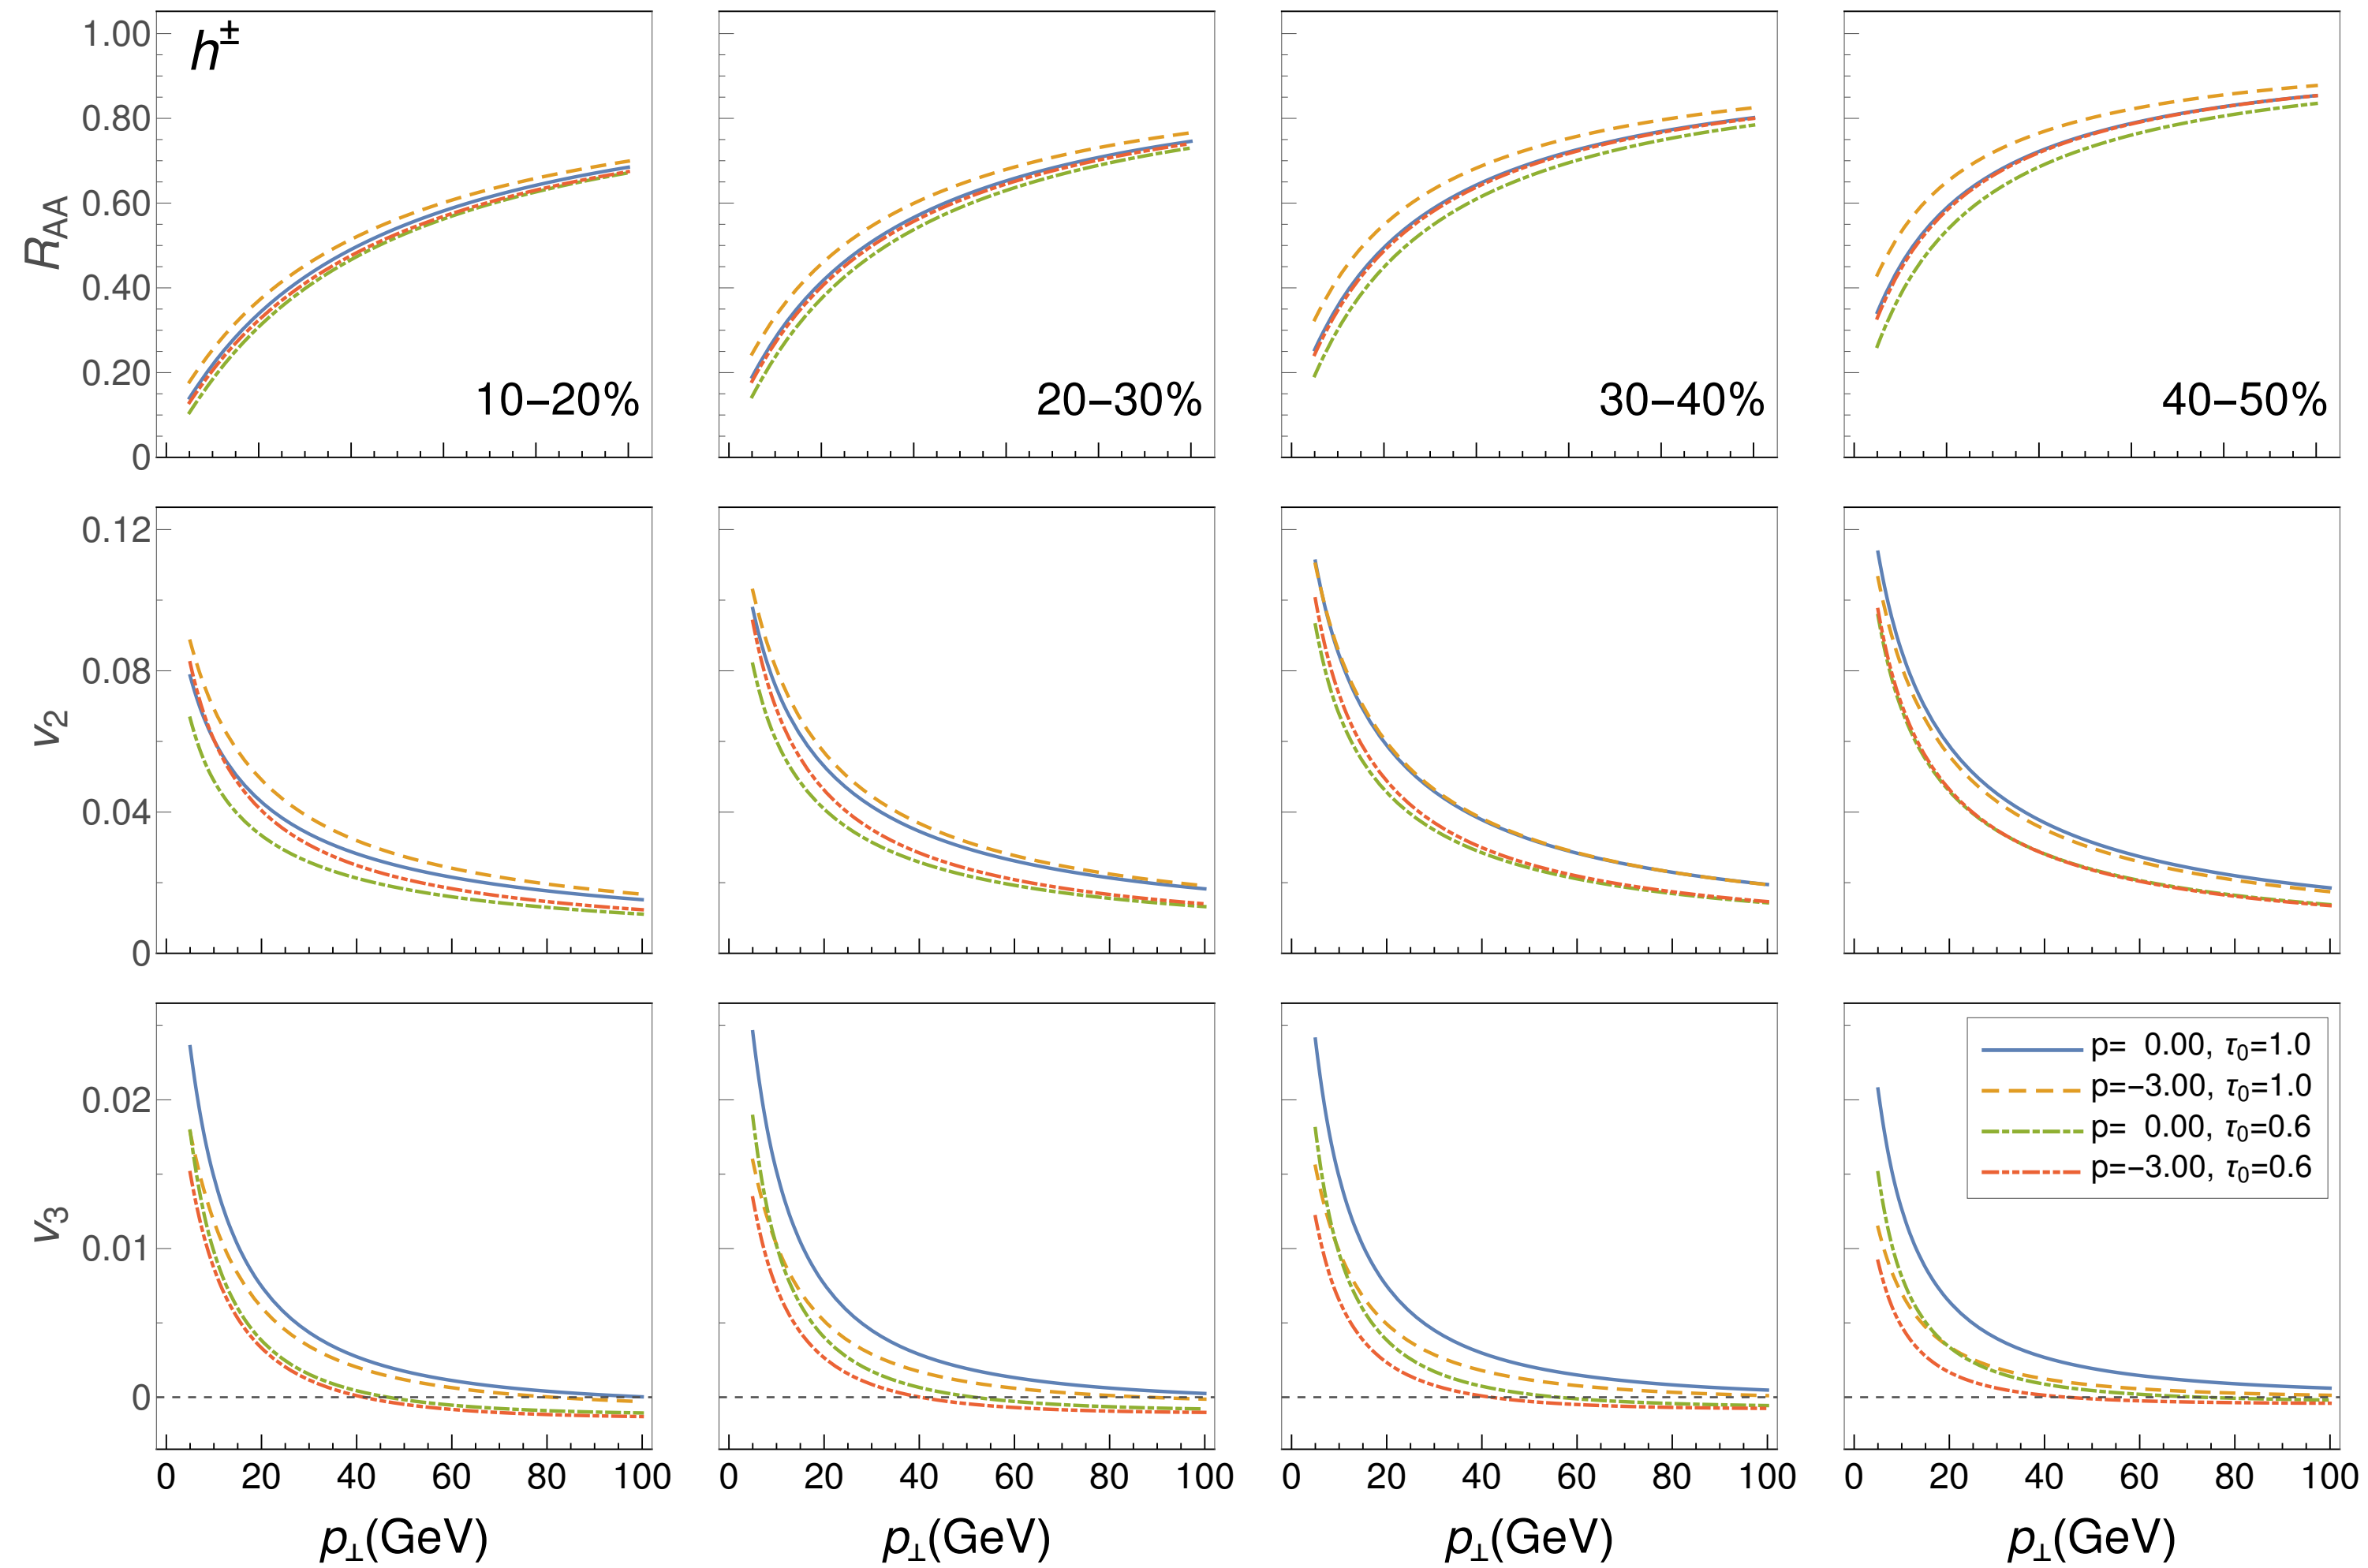 h±
1.00
0.80
0.60
0.40
0.20
0
R_AA
10−20%
20−30%
30−40%
40−50%
0.12
0.08
0.04
0
v₂
0.02
0.01
0
v₃
p= 0.00, τ₀=1.0
p=−3.00, τ₀=1.0
p= 0.00, τ₀=0.6
p=−3.00, τ₀=0.6
0 20 40 60 80 100
0 20 40 60 80 100
0 20 40 60 80 100
0 20 40 60 80 100
p⊥(GeV)
p⊥(GeV)
p⊥(GeV)
p⊥(GeV)